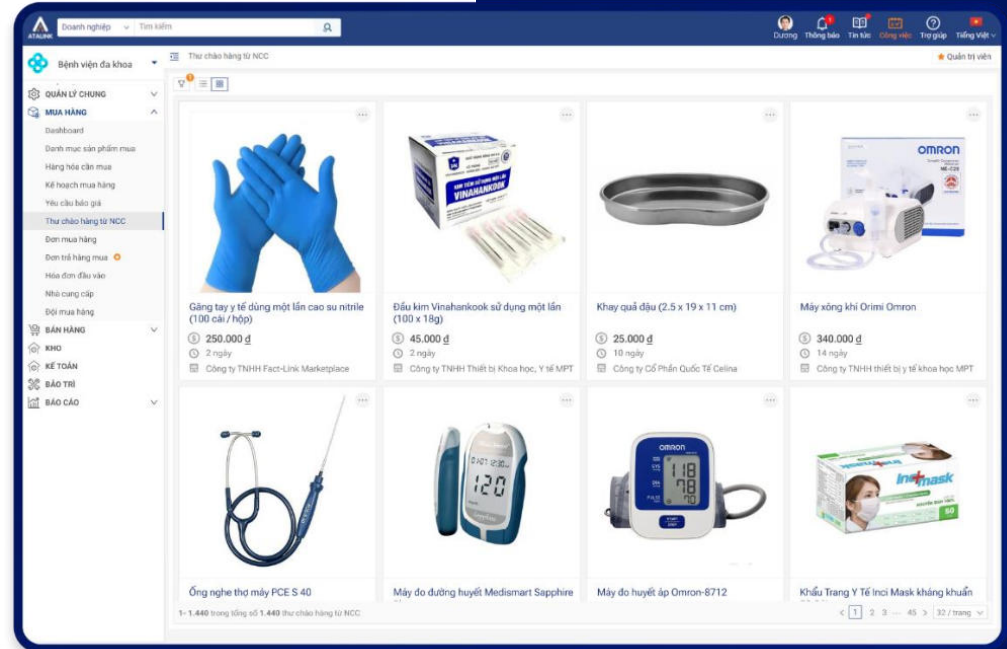 ATALINK
Doanh nghiệp
Tìm kiếm
Dương
Thông báo
Tin tức
Công việc
Trợ giúp
Tiếng Việt
Bệnh viện đa khoa
Thư chào hàng từ NCC
Quản trị viên
QUẢN LÝ CHUNG
MUA HÀNG
Dashboard
Danh mục sản phẩm mua
Hàng hóa cần mua
Kế hoạch mua hàng
Yêu cầu báo giá
Thư chào hàng từ NCC
Đơn mua hàng
Đơn trả hàng mua
Hóa đơn đầu vào
Nhà cung cấp
Đội mua hàng
BÁN HÀNG
KHO
KẾ TOÁN
BẢO TRÌ
BÁO CÁO
VINAHANKOOK
OMRON
NE-C28
Găng tay y tế dùng một lần cao su nitrile
(100 cái / hộp)
250.000 đ
2 ngày
Công ty TNHH Fact-Link Marketplace
Đầu kim Vinahankook sử dụng một lần
(100 x 18g)
45.000 đ
2 ngày
Công ty TNHH Thiết bị Khoa học, Y tế MPT
Khay quả đậu (2.5 x 19 x 11 cm)
25.000 đ
10 ngày
Công ty Cổ Phần Quốc Tế Celina
Máy xông khí Orimi Omron
340.000 đ
14 ngày
Công ty TNHH thiết bị y tế khoa học MPT
120
OMRON
118
78
70
Incimask
50
Ống nghe thợ máy PCE S 40
Máy đo đường huyết Medismart Sapphire
Máy đo huyết áp Omron-8712
Khẩu Trang Y Tế Inci Mask kháng khuẩn
1- 1.440 trong tổng số 1.440 thư chào hàng từ NCC
< 1 2 3 ··· 45 > 32 / trang